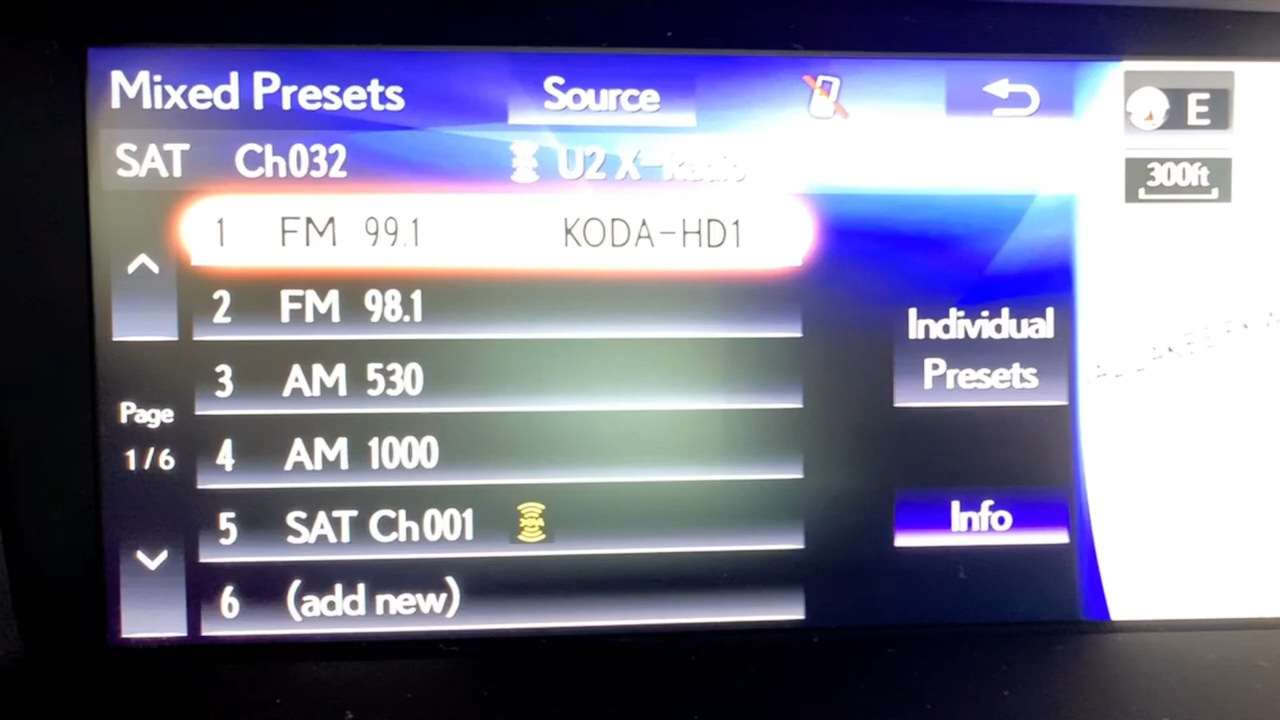 Mixed Presets Source
E
SAT Ch032 U2 X-Radio
300ft
1 FM 99.1 KODA-HD1
2 FM 98.1
3 AM 530
4 AM 1000
5 SAT Ch001
6 (add new)
Page
1/6
Individual
Presets
Info